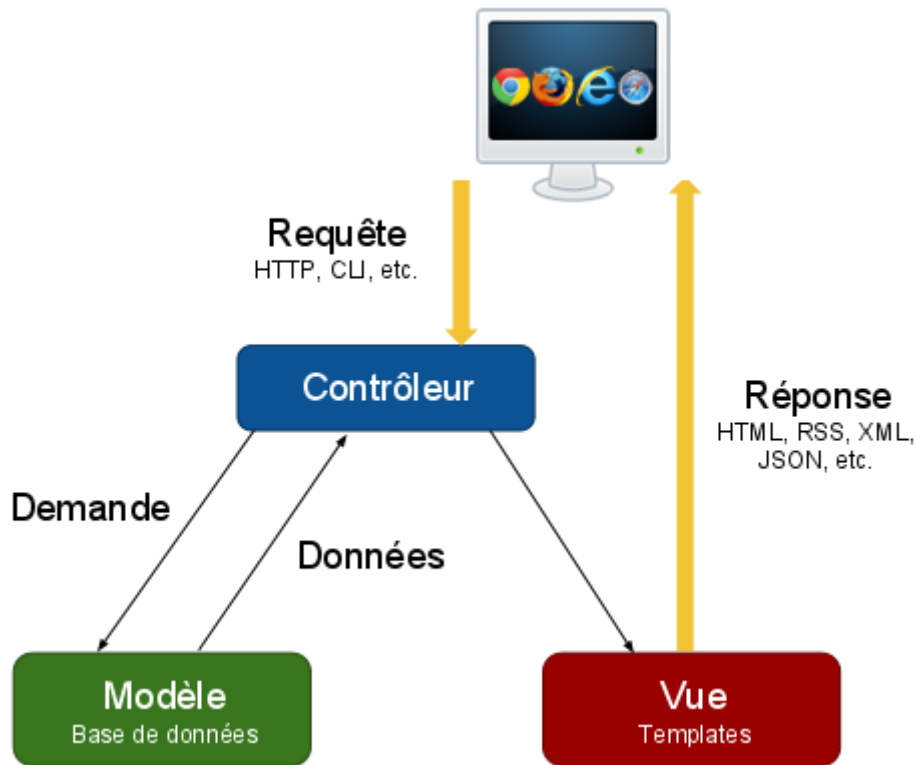 Requête
HTTP, CLI, etc.
Contrôleur
Réponse
HTML, RSS, XML,
JSON, etc.
Demande
Données
Modèle
Base de données
Vue
Templates